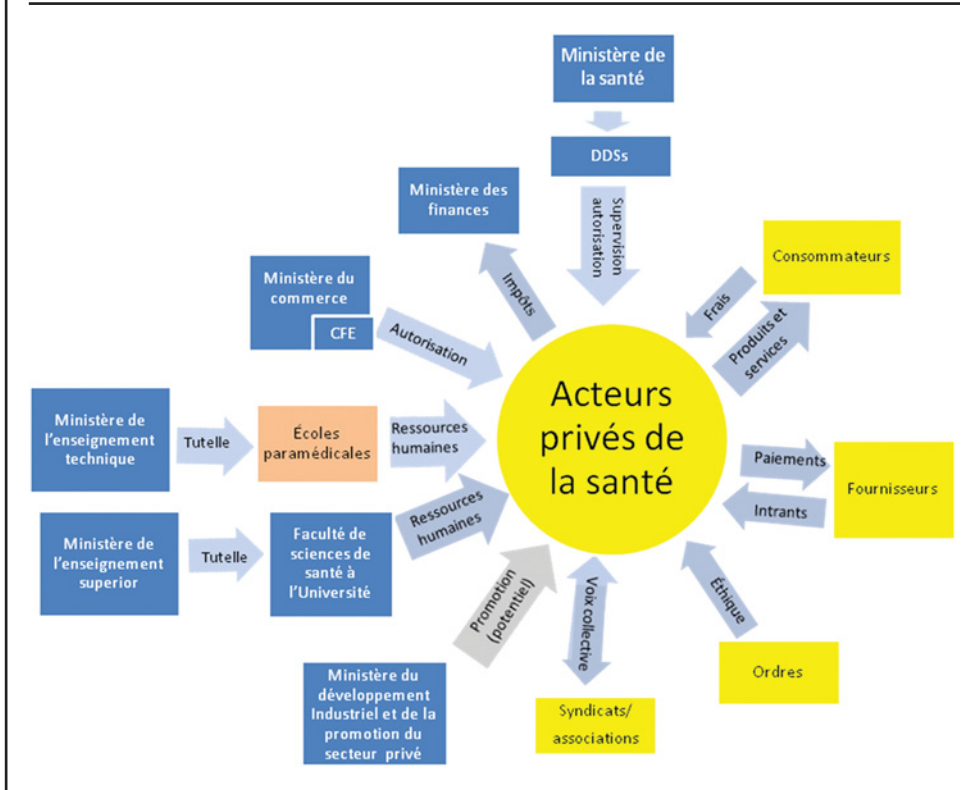 Ministère de
la santé
DDSs
Supervision
autorisation
Ministère des
finances
Impôts
Ministère du
commerce
CFE
Autorisation
Consommateurs
Frais
Produits et
services
Acteurs
privés de
la santé
Ministère de
l'enseignement
technique
Tutelle
Écoles
paramédicales
Ressources
humaines
Paiements
Intrants
Fournisseurs
Ministère de
l'enseignement
superior
Tutelle
Faculté de
sciences de
santé à
l'Université
Ressources
humaines
Promotion
(potentiel)
Voix collective
Éthique
Ordres
Ministère du
développement
Industriel et de la
promotion du
secteur privé
Syndicats/
associations